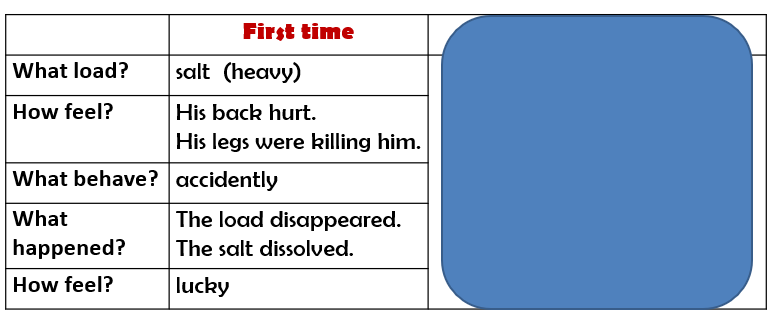 First time
What load? salt (heavy)
How feel? His back hurt.
His legs were killing him.
What behave? accidently
What The load disappeared.
happened? The salt dissolved.
How feel? lucky